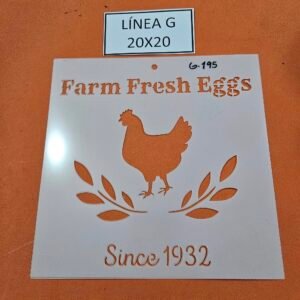 LÍNEA G
20X20
G-195
Farm Fresh Eggs
Since 1932